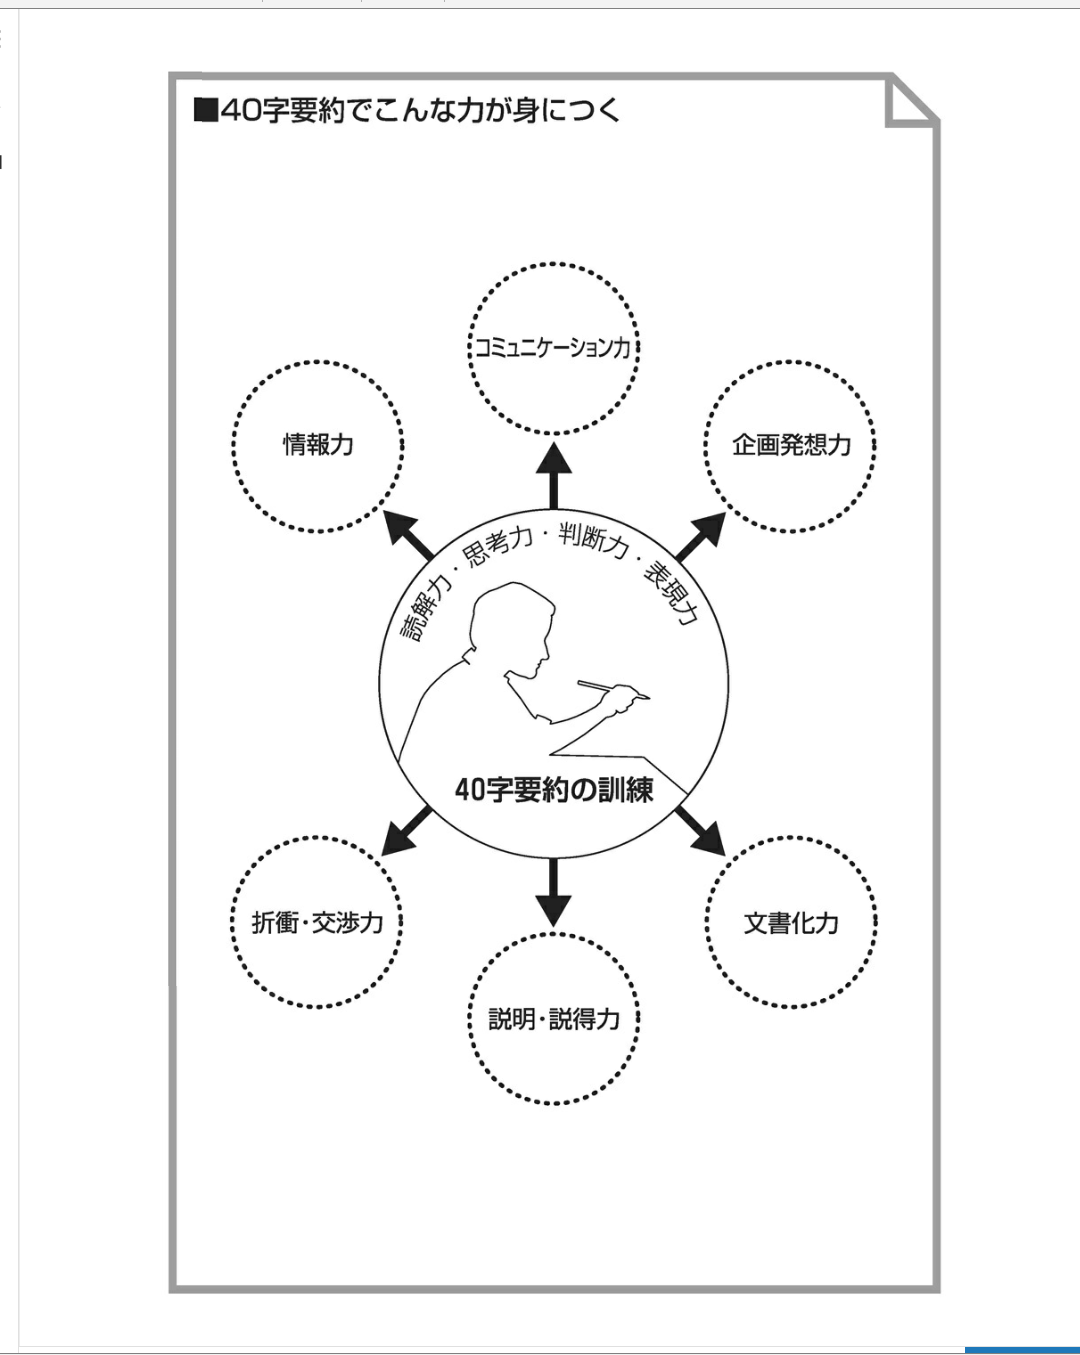 ■40字要約でこんな力が身につく
コミュニケーション力
情報力
企画発想力
読解力・思考力・判断力・表現力
40字要約の訓練
折衝・交渉力
文書化力
説明・説得力